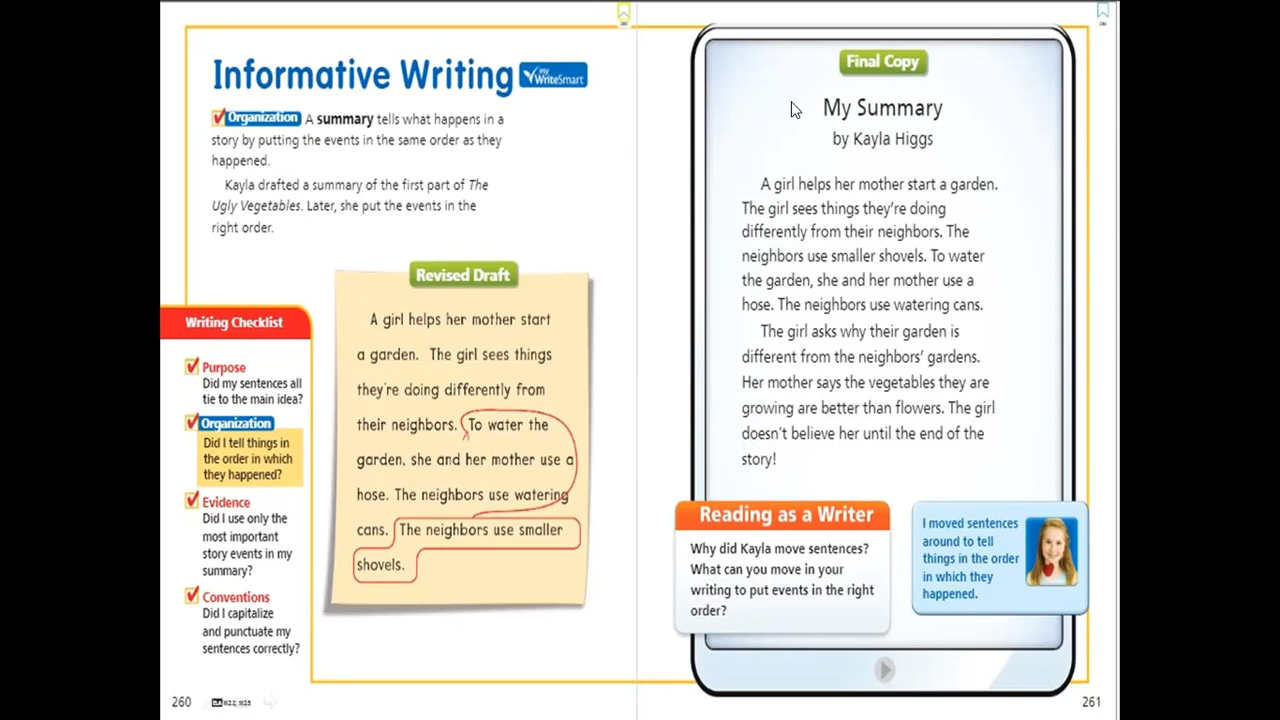 Informative Writing
my WriteSmart
Organization A summary tells what happens in a
story by putting the events in the same order as they
happened.
Kayla drafted a summary of the first part of The
Ugly Vegetables. Later, she put the events in the
right order.
Revised Draft
A girl helps her mother start
a garden. The girl sees things
they're doing differently from
their neighbors. To water the
garden, she and her mother use a
hose. The neighbors use watering
cans. The neighbors use smaller
shovels.
Writing Checklist
Purpose
Did my sentences all
tie to the main idea?
Organization
Did I tell things in
the order in which
they happened?
Evidence
Did I use only the
most important
story events in my
summary?
Conventions
Did I capitalize
and punctuate my
sentences correctly?
260
Final Copy
My Summary
by Kayla Higgs
A girl helps her mother start a garden.
The girl sees things they're doing
differently from their neighbors. The
neighbors use smaller shovels. To water
the garden, she and her mother use a
hose. The neighbors use watering cans.
The girl asks why their garden is
different from the neighbors' gardens.
Her mother says the vegetables they are
growing are better than flowers. The girl
doesn't believe her until the end of the
story!
Reading as a Writer
Why did Kayla move sentences?
What can you move in your
writing to put events in the right
order?
I moved sentences
around to tell
things in the order
in which they
happened.
261